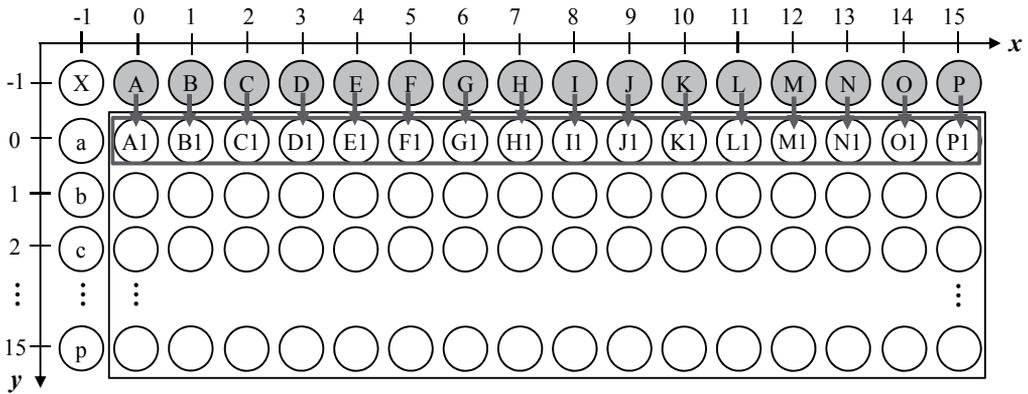 -1 0 1 2 3 4 5 6 7 8 9 10 11 12 13 14 15
x
-1 X A B C D E F G H I J K L M N O P
0 a A1 B1 C1 D1 E1 F1 G1 H1 I1 J1 K1 L1 M1 N1 O1 P1
1 b
2 c
⋮ ⋮ ⋮ ⋮
15 p
y